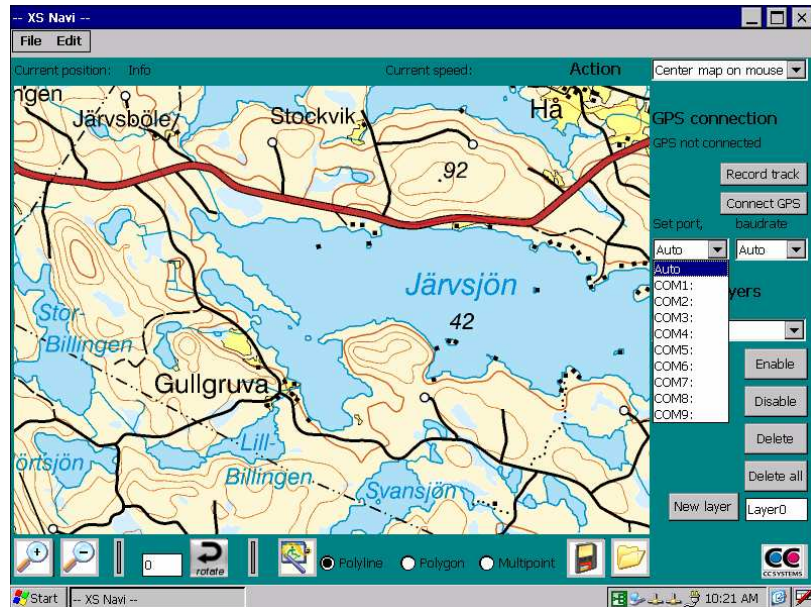 -- XS Navi --
File Edit
Current position: Info Current speed: Action Center map on mouse
GPS connection
GPS not connected
Record track
Connect GPS
Set port, baudrate
Auto Auto
Auto
COM1:
COM2:
COM3:
COM4:
COM5:
COM6:
COM7:
COM8:
COM9:
yers
Enable
Disable
Delete
Delete all
New layer Layer0
ngen
Järvsböle
Stockvik
Hå
.92
Järvsjön
42
Stor-
Billingen
Gullgruva
Lill-
Billingen
örtsjön
Svansjön
0 rotate Polyline Polygon Multipoint
CC SYSTEMS
Start -- XS Navi -- 10:21 AM